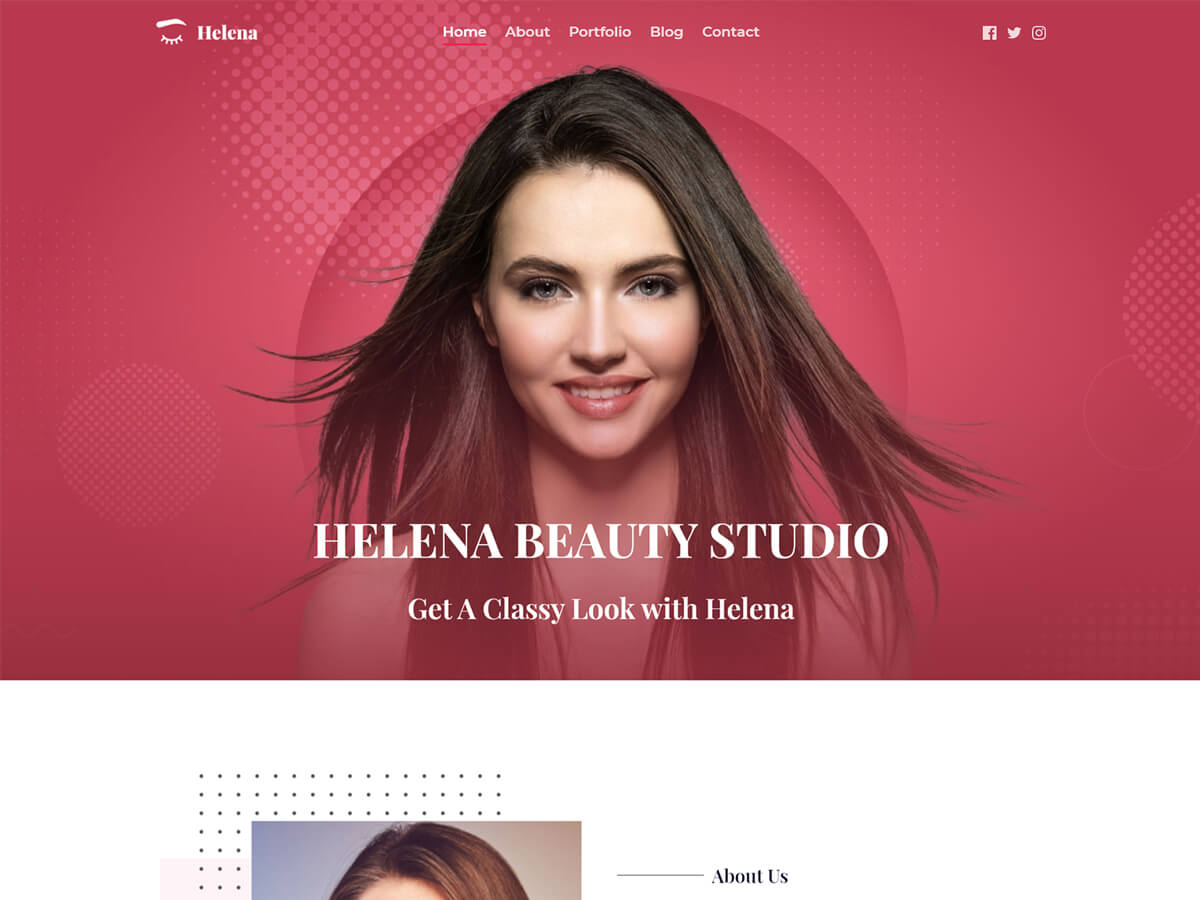 Helena
Home About Portfolio Blog Contact
HELENA BEAUTY STUDIO
Get A Classy Look with Helena
About Us